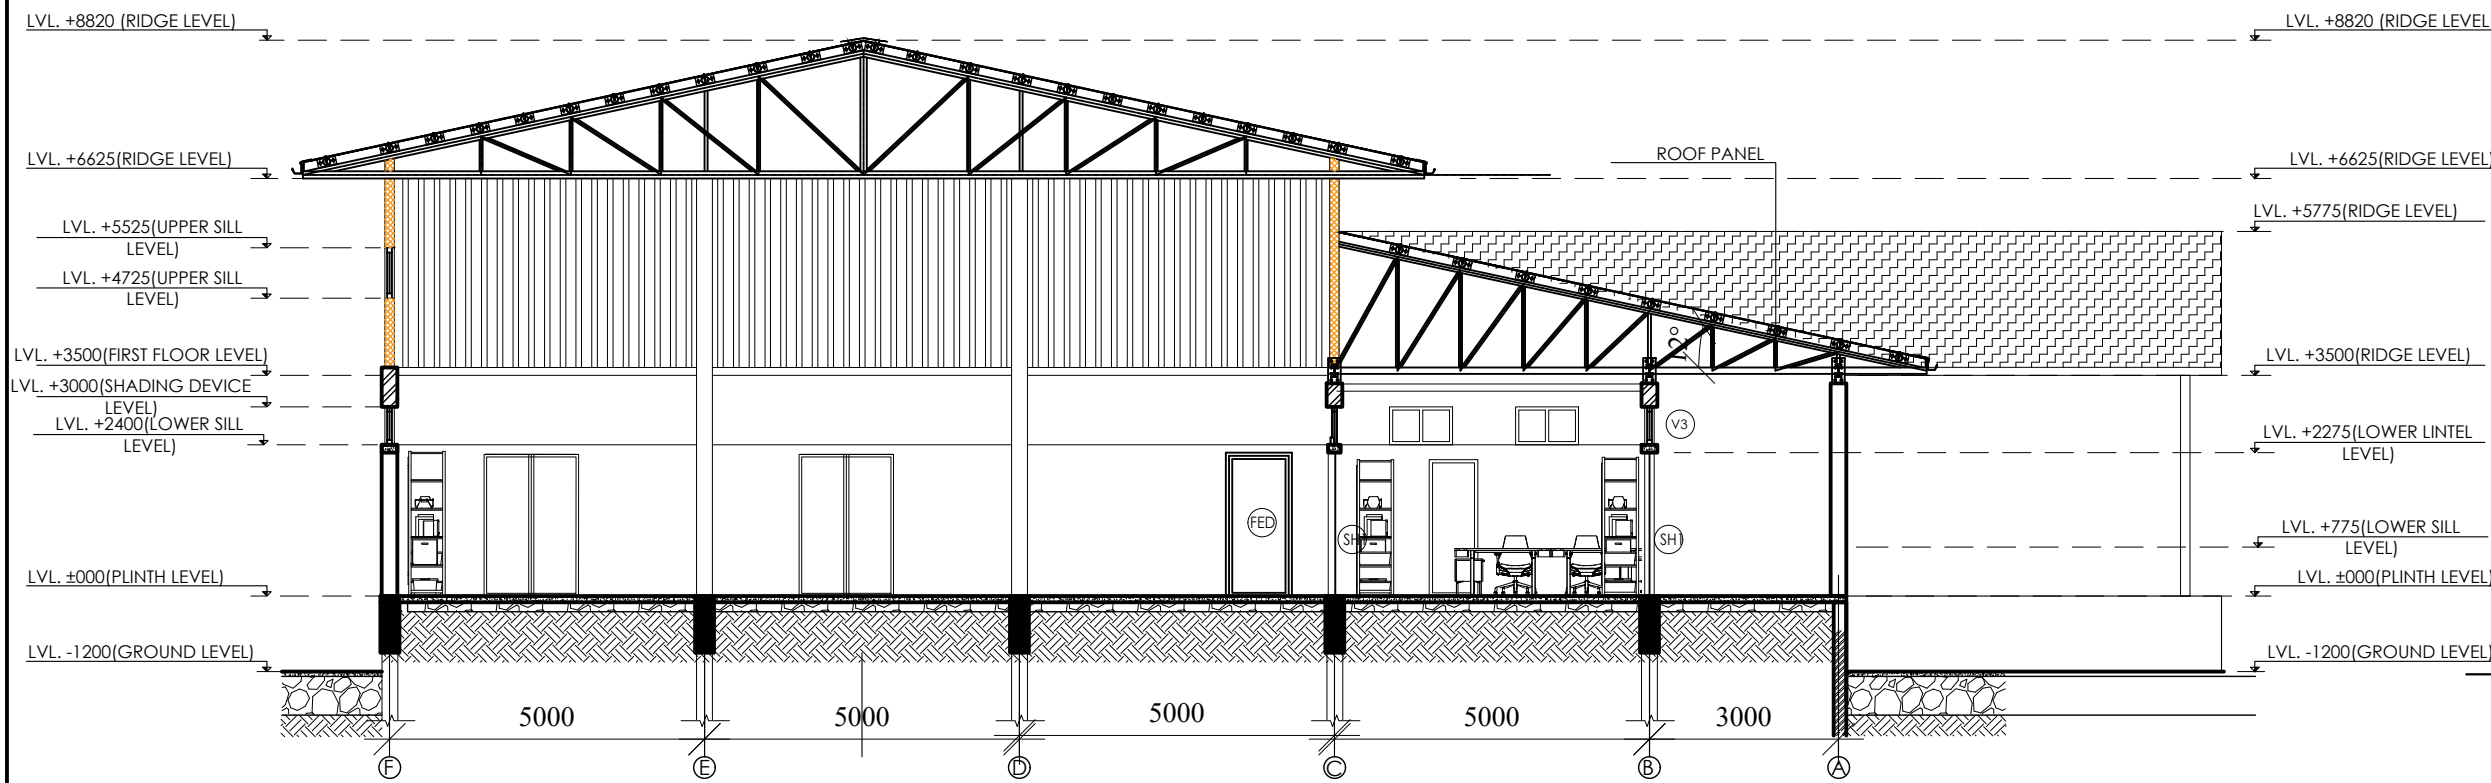 LVL. +8820 (RIDGE LEVEL)
LVL. +8820 (RIDGE LEVEL
LVL. +6625(RIDGE LEVEL)
ROOF PANEL
LVL. +6625(RIDGE LEVEL
LVL. +5775(RIDGE LEVEL)
LVL. +5525(UPPER SILL
LEVEL)
LVL. +4725(UPPER SILL
LEVEL)
12°
LVL. +3500(FIRST FLOOR LEVEL)
LVL. +3500(RIDGE LEVEL)
LVL. +3000(SHADING DEVICE
LEVEL)
LVL. +2400(LOWER SILL
LEVEL)
V3
LVL. +2275(LOWER LINTEL
LEVEL)
FED
SH1
SH1
LVL. +775(LOWER SILL
LEVEL)
LVL. ±000(PLINTH LEVEL)
LVL. ±000(PLINTH LEVEL)
LVL. -1200(GROUND LEVEL)
LVL. -1200(GROUND LEVEL)
5000
5000
5000
5000
3000
F
E
D
C
B
A